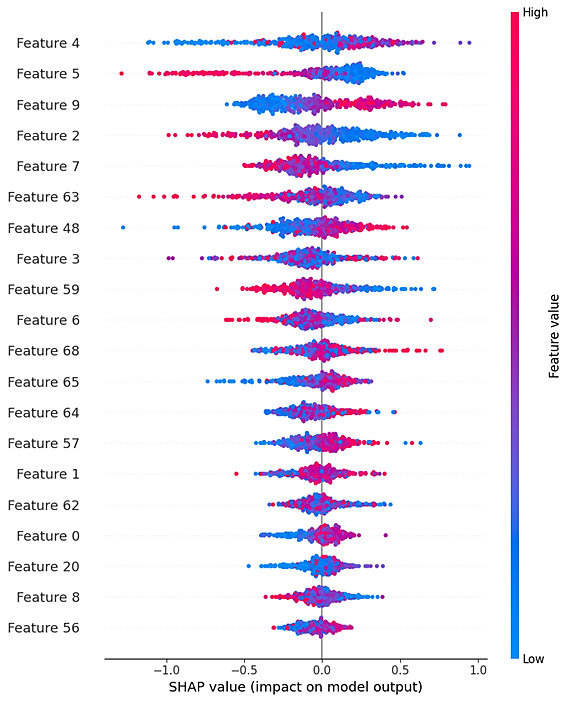 High
Feature 4
Feature 5
Feature 9
Feature 2
Feature 7
Feature 63
Feature 48
Feature 3
Feature 59
Feature 6
Feature 68
Feature 65
Feature 64
Feature 57
Feature 1
Feature 62
Feature 0
Feature 20
Feature 8
Feature 56
Feature value
Low
−1.0 −0.5 0.0 0.5 1.0
SHAP value (impact on model output)